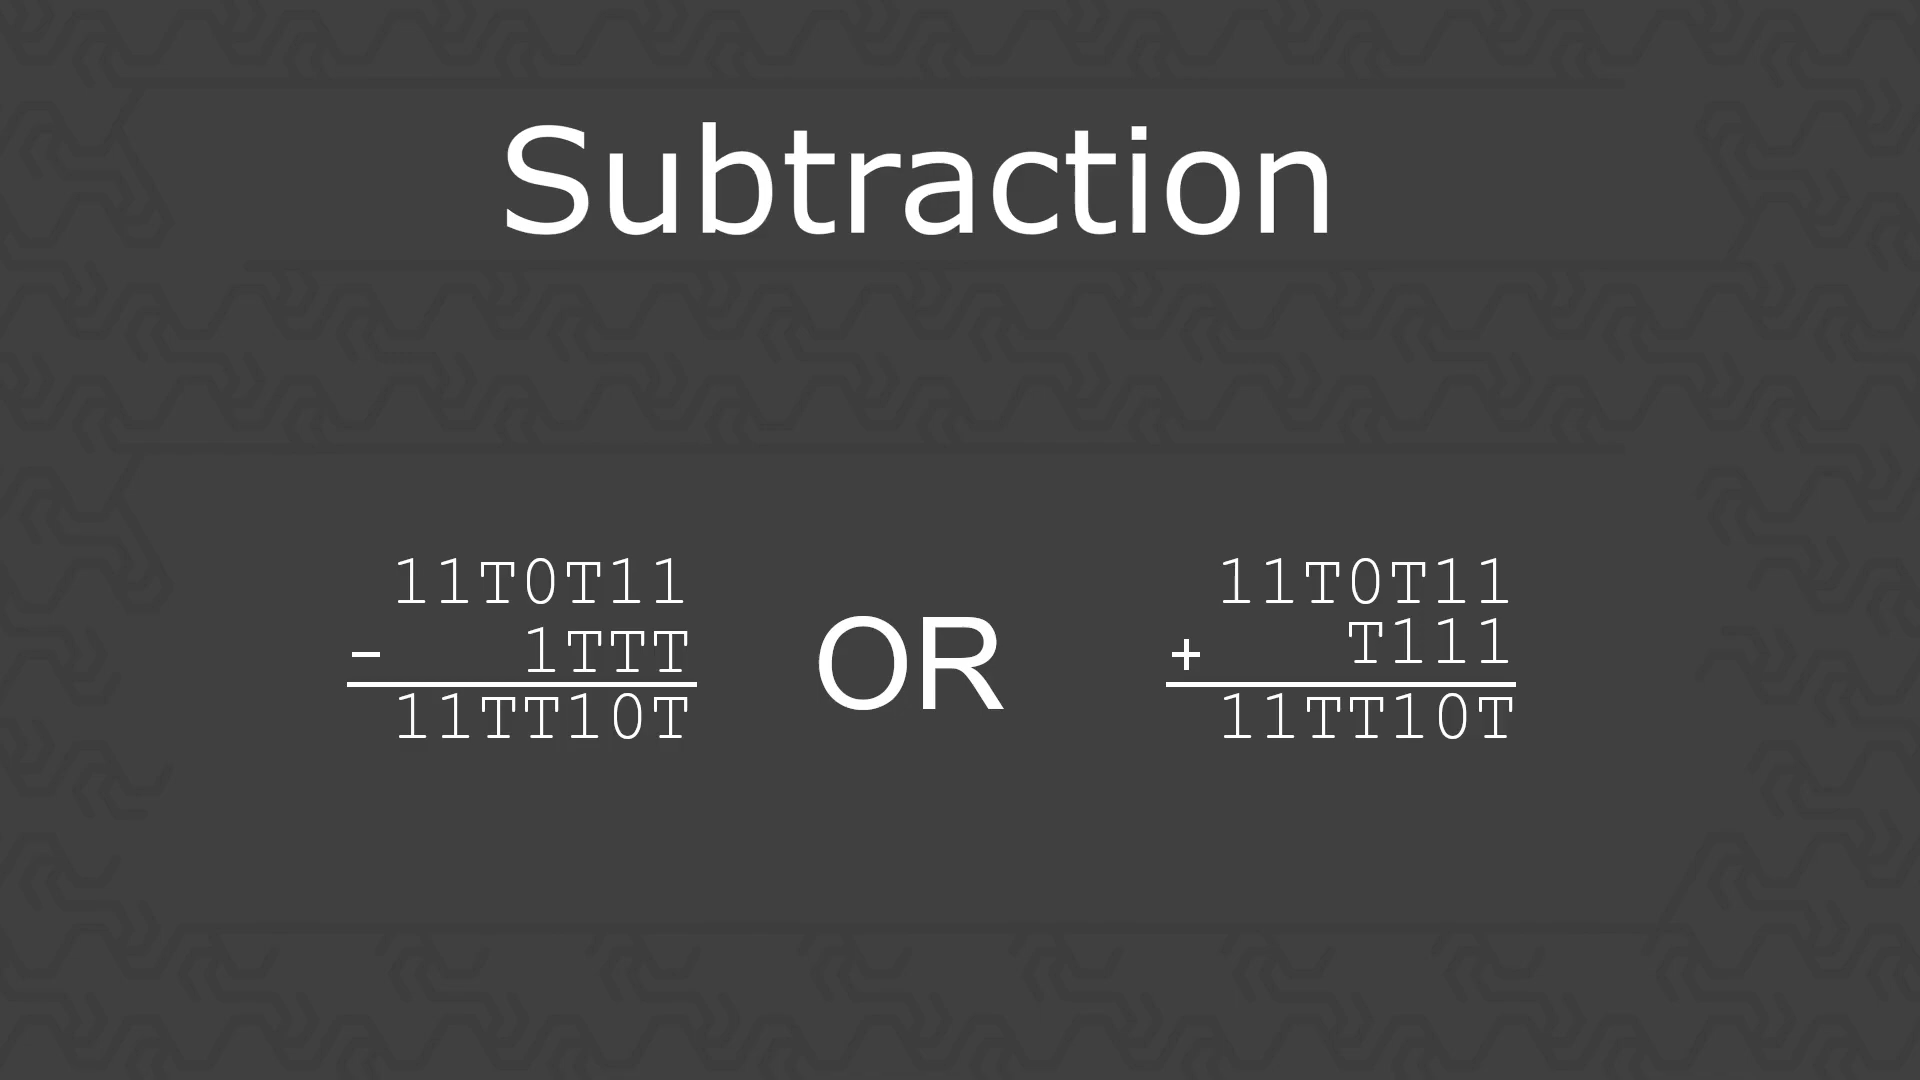 Subtraction
11T0T11
- 1TTT
11TT10T
OR
11T0T11
+ T111
11TT10T